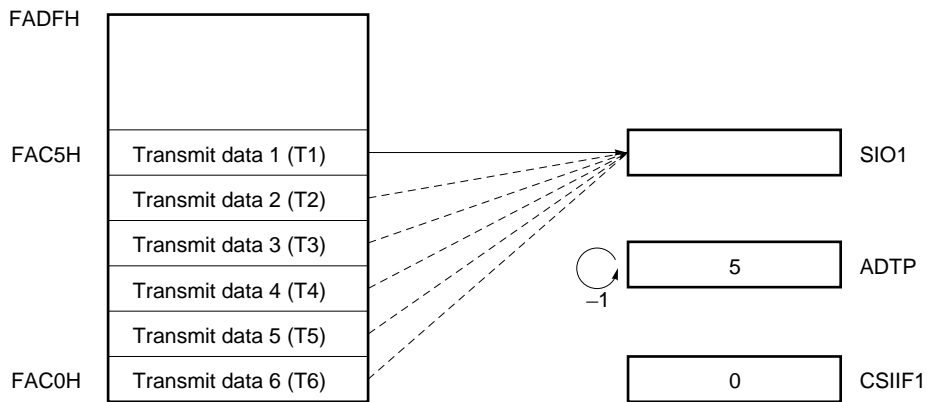 FADFH
FAC5H Transmit data 1 (T1) SIO1
Transmit data 2 (T2)
Transmit data 3 (T3)
5 ADTP
−1
Transmit data 4 (T4)
Transmit data 5 (T5)
FAC0H Transmit data 6 (T6) 0 CSIIF1